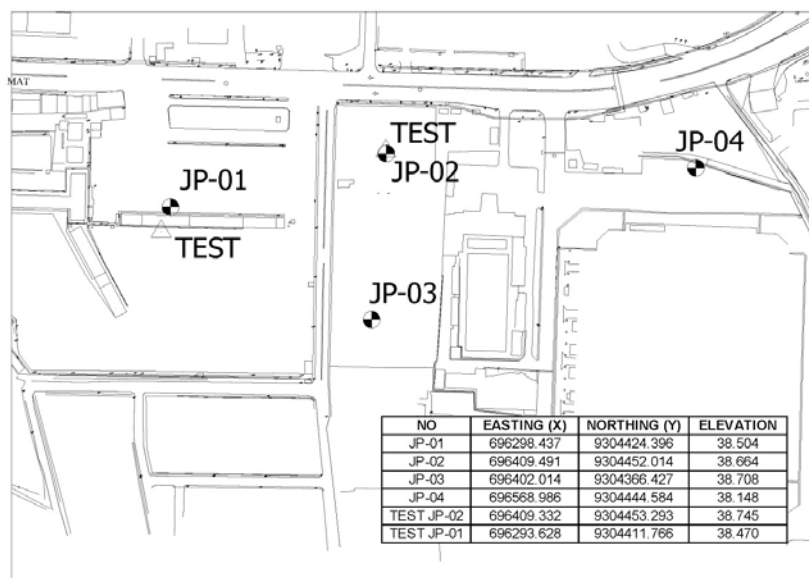 MAT
TEST
JP-02
JP-04
JP-01
TEST
JP-03
NO EASTING (X) NORTHING (Y) ELEVATION
JP-01 696298.437 9304424.396 38.504
JP-02 696409.491 9304452.014 38.664
JP-03 696402.014 9304366.427 38.708
JP-04 696568.986 9304444.584 38.148
TEST JP-02 696409.332 9304453.293 38.745
TEST JP-01 696293.628 9304411.766 38.470